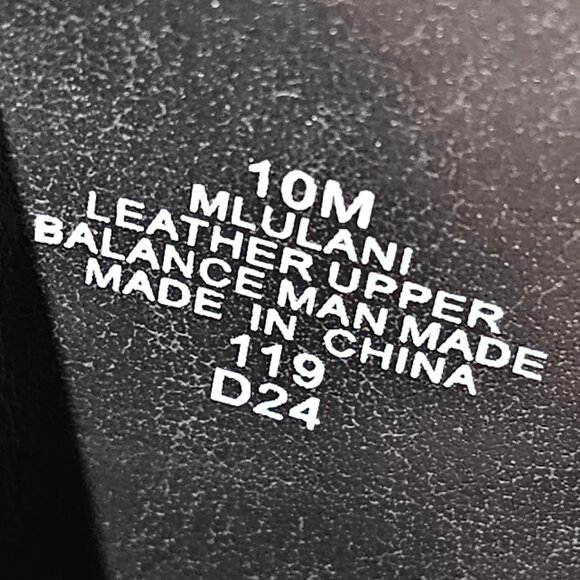 10M
MLULANI
LEATHER UPPER
BALANCE MAN MADE
MADE IN CHINA
119
D24